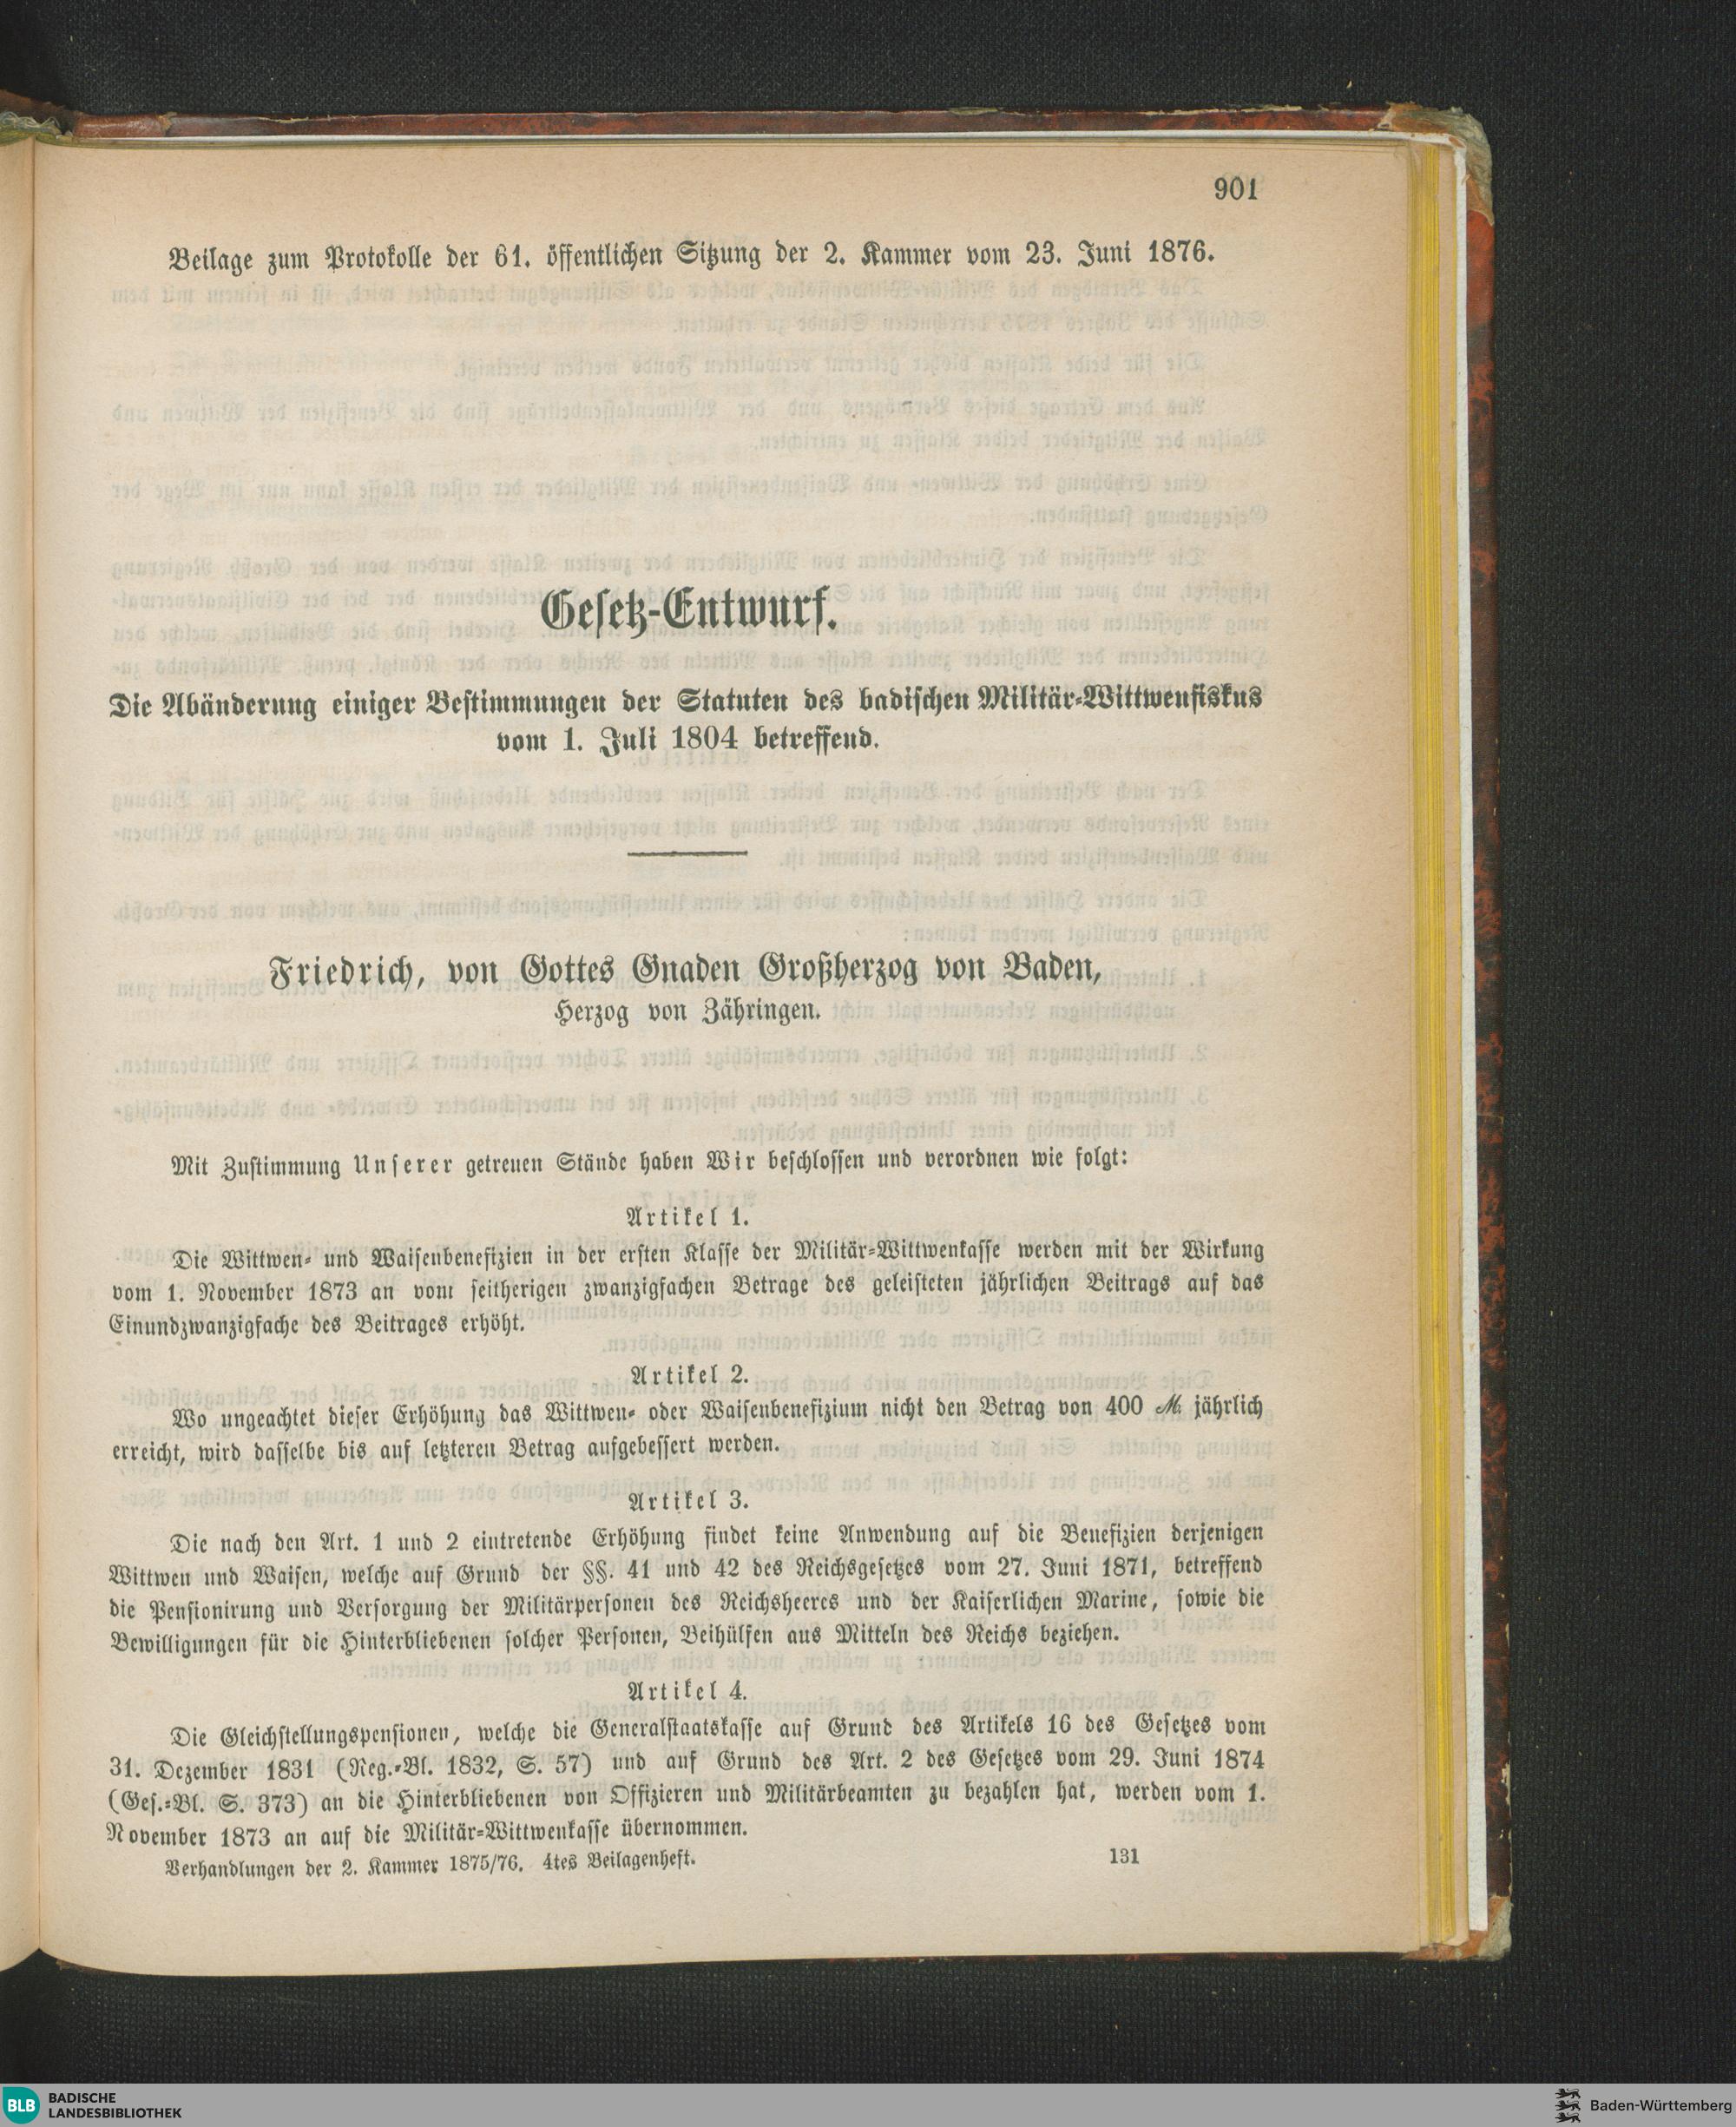 901
Beilage zum Protokolle der 61. öffentlichen Sitzung der 2. Kammer vom 23. Juni 1876.
Gesetz-Entwurf.
Die Abänderung einiger Bestimmungen der Statuten des badischen Militär-Wittwenfiskus
vom 1. Juli 1804 betreffend.
Friedrich, von Gottes Gnaden Großherzog von Baden,
Herzog von Zähringen.
Mit Zustimmung Unserer getreuen Stände haben Wir beschlossen und verordnen wie folgt:
Artikel 1.
Die Wittwen- und Waisenbenefizien in der ersten Klasse der Militär-Wittwenkasse werden mit der Wirkung
vom 1. November 1873 an vom seitherigen zwanzigfachen Betrage des geleisteten jährlichen Beitrags auf das
Einundzwanzigfache des Beitrages erhöht.
Artikel 2.
Wo ungeachtet dieser Erhöhung das Wittwen- oder Waisenbenefizium nicht den Betrag von 400 ℳ jährlich
erreicht, wird dasselbe bis auf letzteren Betrag aufgebessert werden.
Artikel 3.
Die nach den Art. 1 und 2 eintretende Erhöhung findet keine Anwendung auf die Benefizien derjenigen
Wittwen und Waisen, welche auf Grund der §§. 41 und 42 des Reichsgesetzes vom 27. Juni 1871, betreffend
die Pensionirung und Versorgung der Militärpersonen des Reichsheeres und der Kaiserlichen Marine, sowie die
Bewilligungen für die Hinterbliebenen solcher Personen, Beihülfen aus Mitteln des Reichs beziehen.
Artikel 4.
Die Gleichstellungspensionen, welche die Generalstaatskasse auf Grund des Artikels 16 des Gesetzes vom
31. Dezember 1831 (Reg.-Bl. 1832, S. 57) und auf Grund des Art. 2 des Gesetzes vom 29. Juni 1874
(Ges.-Bl. S. 373) an die Hinterbliebenen von Offizieren und Militärbeamten zu bezahlen hat, werden vom 1.
November 1873 an auf die Militär-Wittwenkasse übernommen.
Verhandlungen der 2. Kammer 1875/76. 4tes Beilagenheft. 131
BLB BADISCHE
LANDESBIBLIOTHEK
Baden-Württemberg